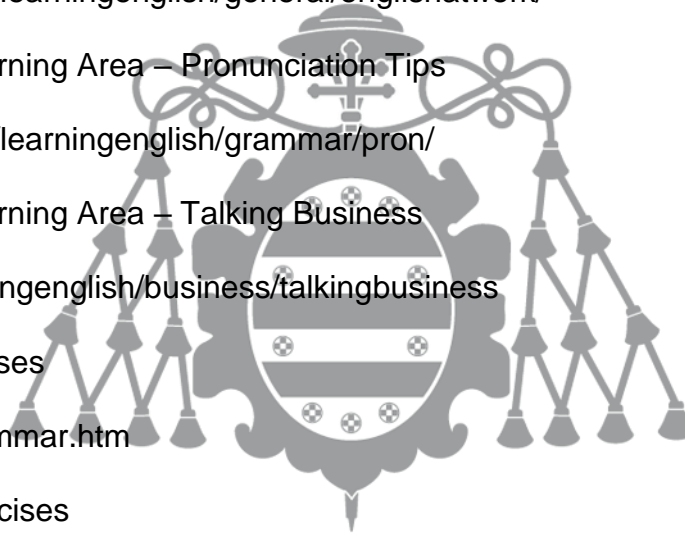 learningenglish/general/englishatwork/
rning Area – Pronunciation Tips
/learningenglish/grammar/pron/
rning Area – Talking Business
ngenglish/business/talkingbusiness
ses
mmar.htm
cises